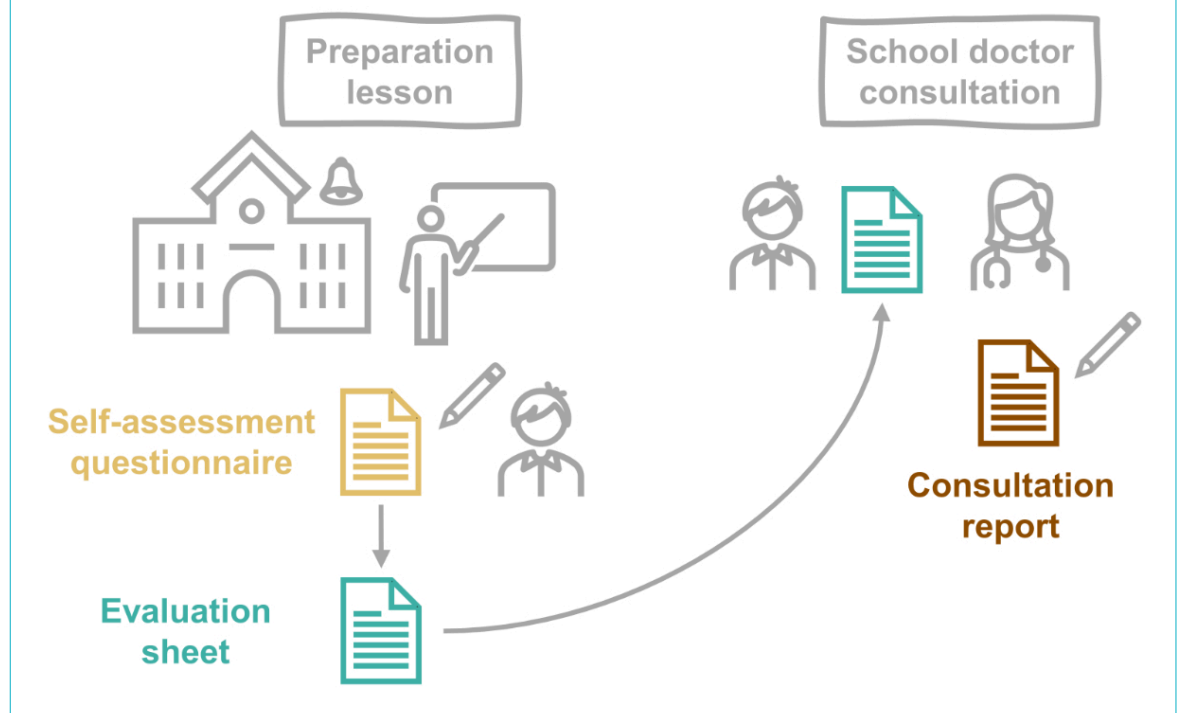 Preparation
lesson
School doctor
consultation
Self-assessment
questionnaire
Evaluation
sheet
Consultation
report